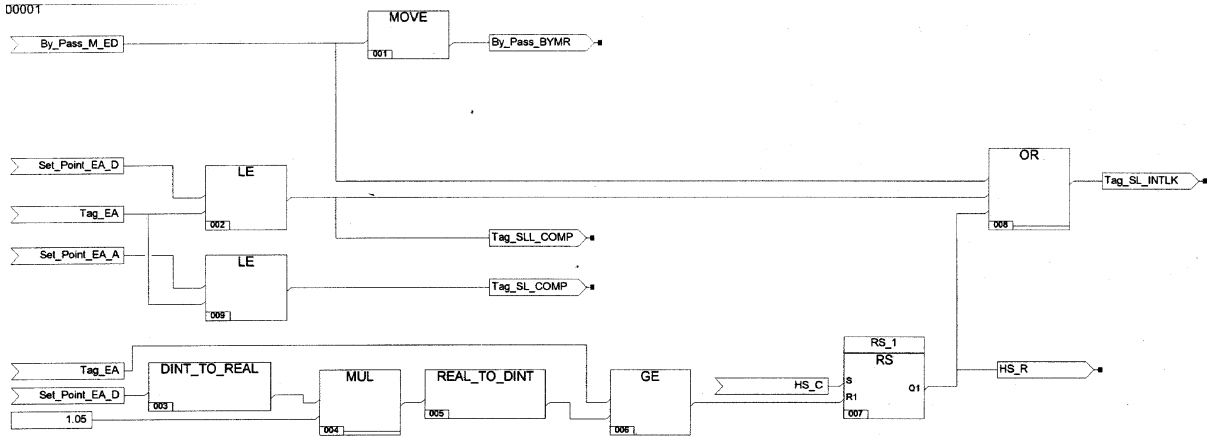 00001
MOVE
By_Pass_M_ED
By_Pass_BYMR
001
OR
Set_Point_EA_D
LE
Tag_SL_INTLK
Tag_EA
002
008
Tag_SLL_COMP
Set_Point_EA_A
LE
Tag_SL_COMP
009
RS_1
RS
Tag_EA
DINT_TO_REAL
MUL
REAL_TO_DINT
GE
HS_C
S
Q1
HS_R
Set_Point_EA_D
R1
003
005
007
1.05
004
006